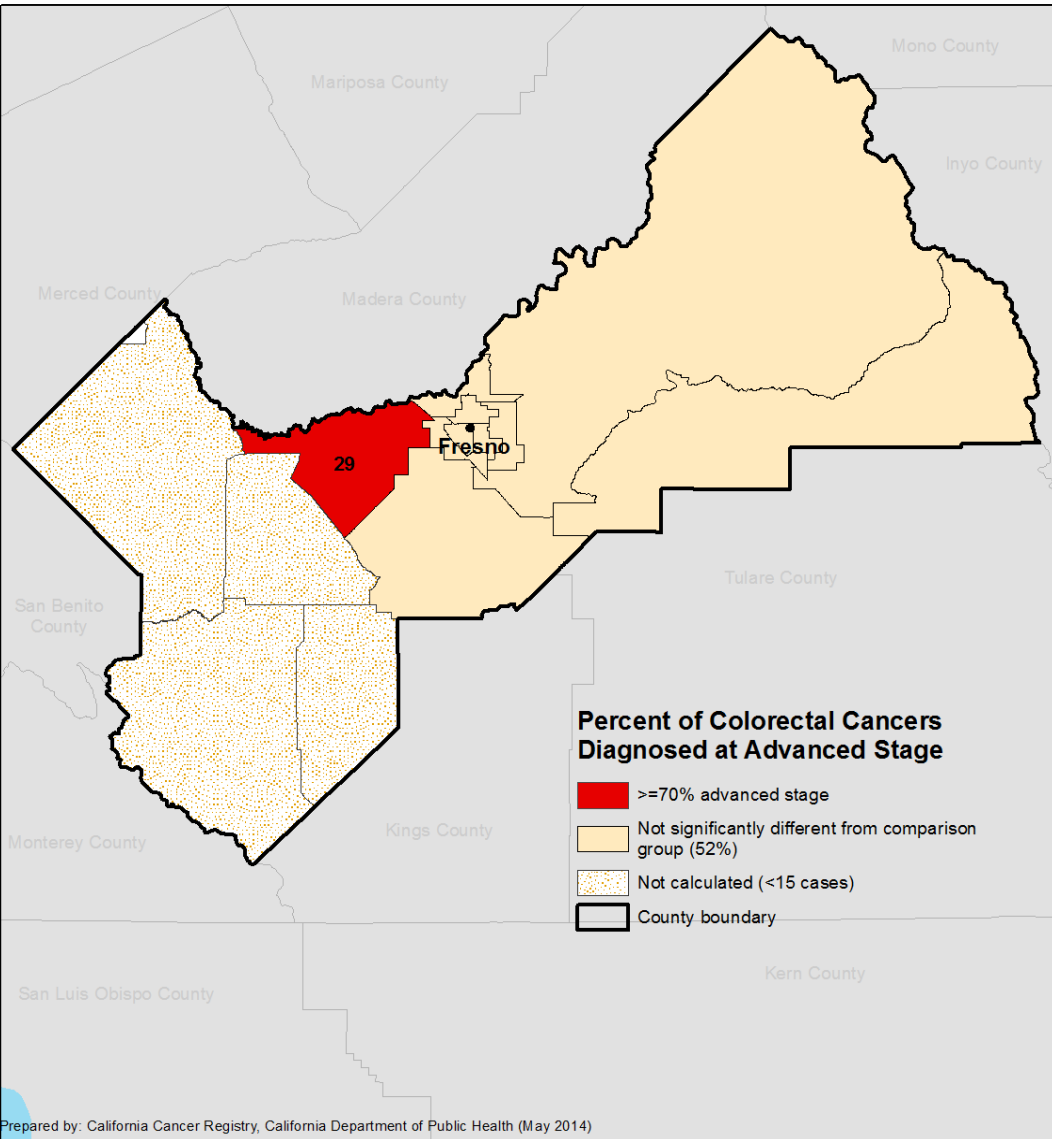 Mono County
Mariposa County
Inyo County
Merced County
Madera County
Fresno
29
Tulare County
San Benito
County
Percent of Colorectal Cancers
Diagnosed at Advanced Stage
>=70% advanced stage
Not significantly different from comparison
group (52%)
Not calculated (<15 cases)
County boundary
Kings County
Monterey County
Kern County
San Luis Obispo County
Prepared by: California Cancer Registry, California Department of Public Health (May 2014)